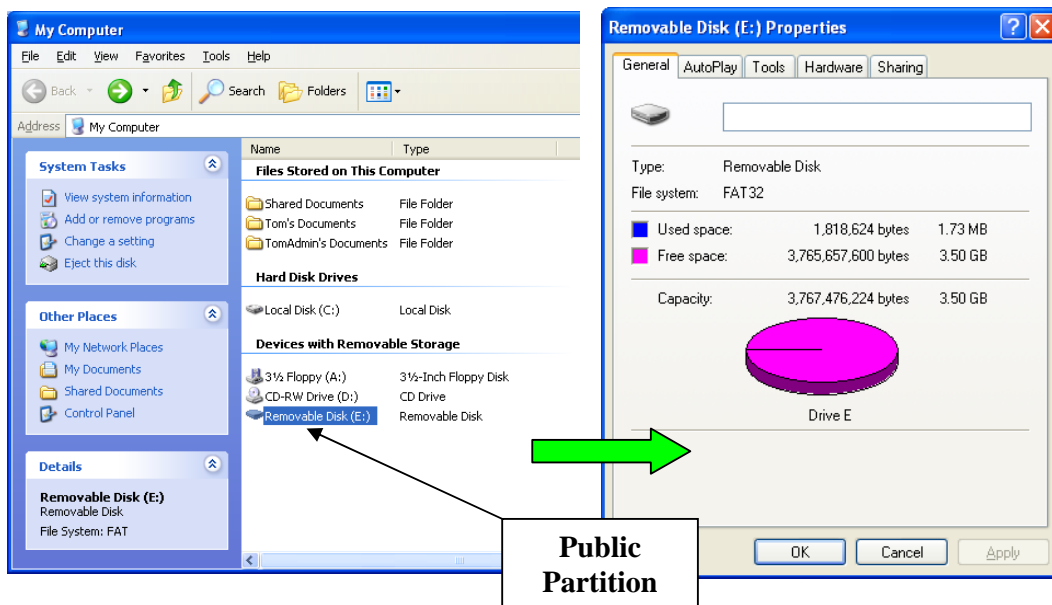 My Computer
File Edit View Favorites Tools Help
Back Search Folders
Address My Computer
System Tasks
View system information
Add or remove programs
Change a setting
Eject this disk
Other Places
My Network Places
My Documents
Shared Documents
Control Panel
Details
Removable Disk (E:)
Removable Disk
File System: FAT
Name Type
Files Stored on This Computer
Shared Documents File Folder
Tom's Documents File Folder
TomAdmin's Documents File Folder
Hard Disk Drives
Local Disk (C:) Local Disk
Devices with Removable Storage
3½ Floppy (A:) 3½-Inch Floppy Disk
CD-RW Drive (D:) CD Drive
Removable Disk (E:) Removable Disk
Public
Partition
Removable Disk (E:) Properties
General AutoPlay Tools Hardware Sharing
Type: Removable Disk
File system: FAT32
Used space: 1,818,624 bytes 1.73 MB
Free space: 3,765,657,600 bytes 3.50 GB
Capacity: 3,767,476,224 bytes 3.50 GB
Drive E
OK Cancel Apply